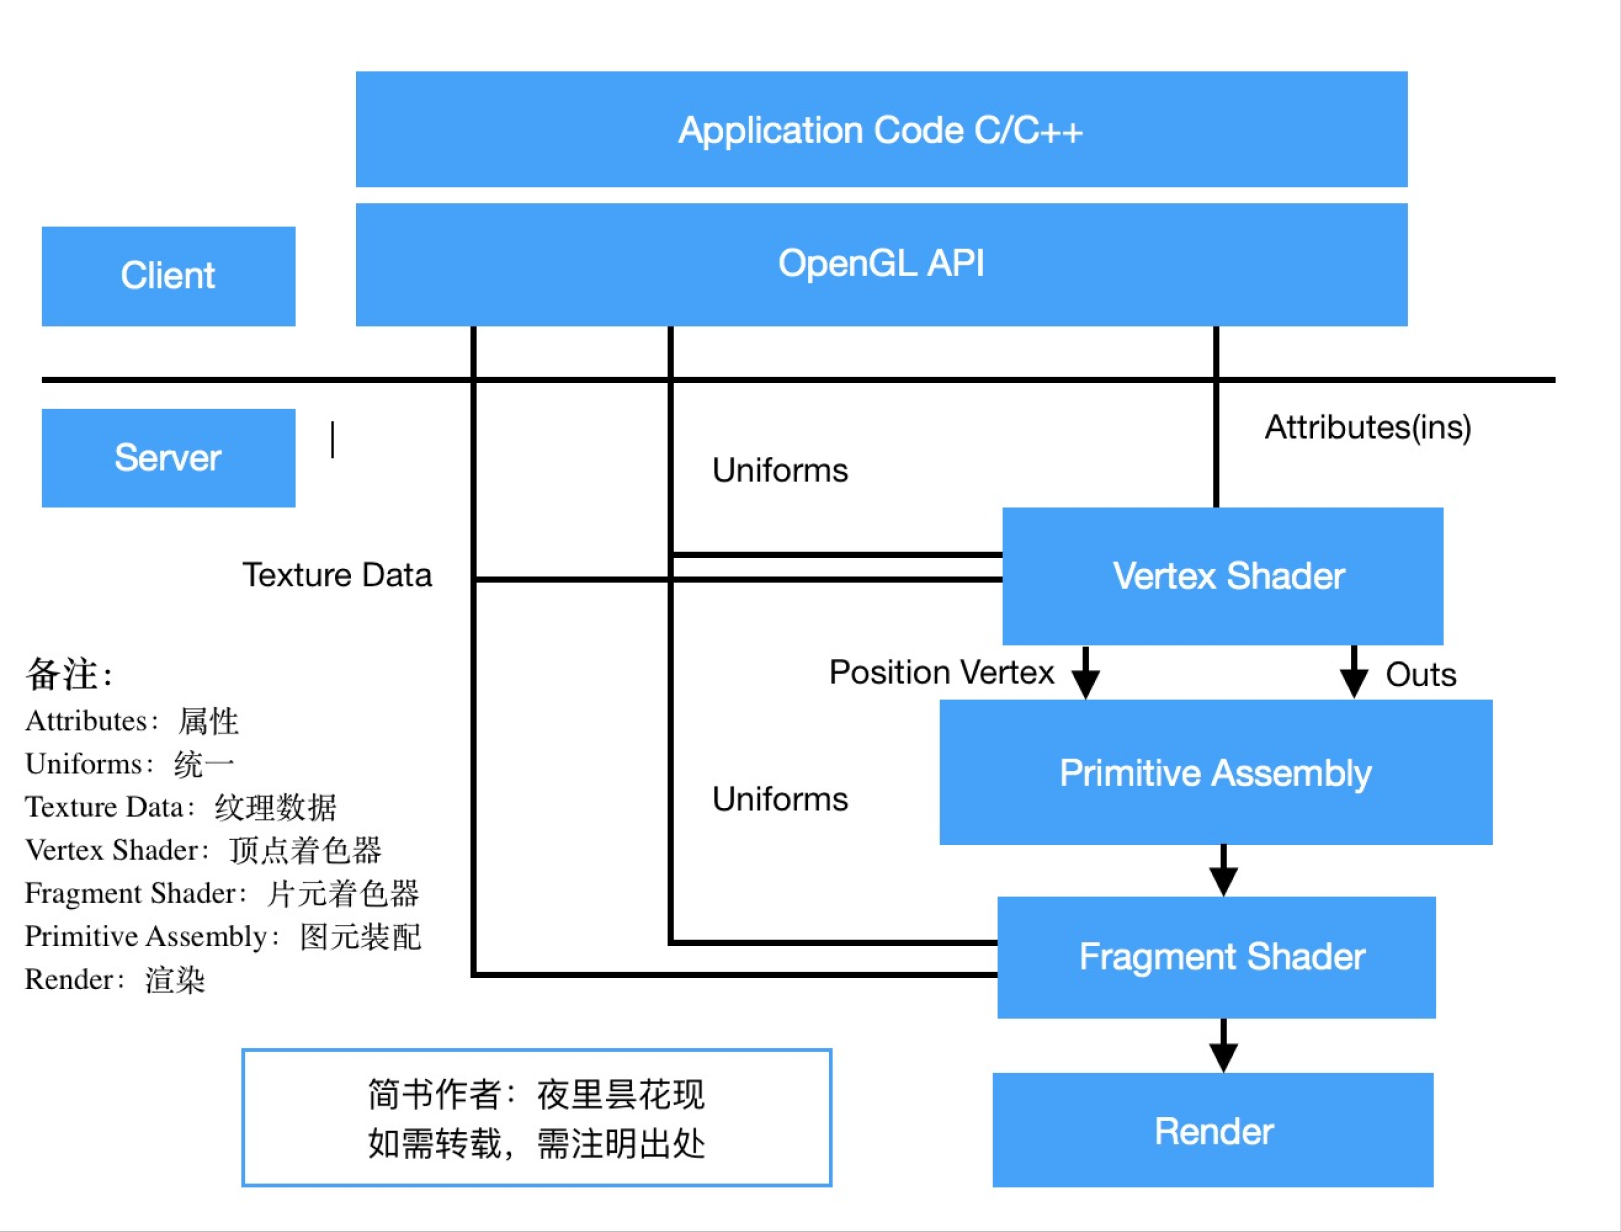 Application Code C/C++
OpenGL API
Client
Server
Attributes(ins)
Uniforms
Texture Data
Vertex Shader
Position Vertex
Outs
Primitive Assembly
Uniforms
Fragment Shader
Render
备注：
Attributes：属性
Uniforms：统一
Texture Data：纹理数据
Vertex Shader：顶点着色器
Fragment Shader：片元着色器
Primitive Assembly：图元装配
Render：渲染
简书作者：夜里昙花现
如需转载，需注明出处